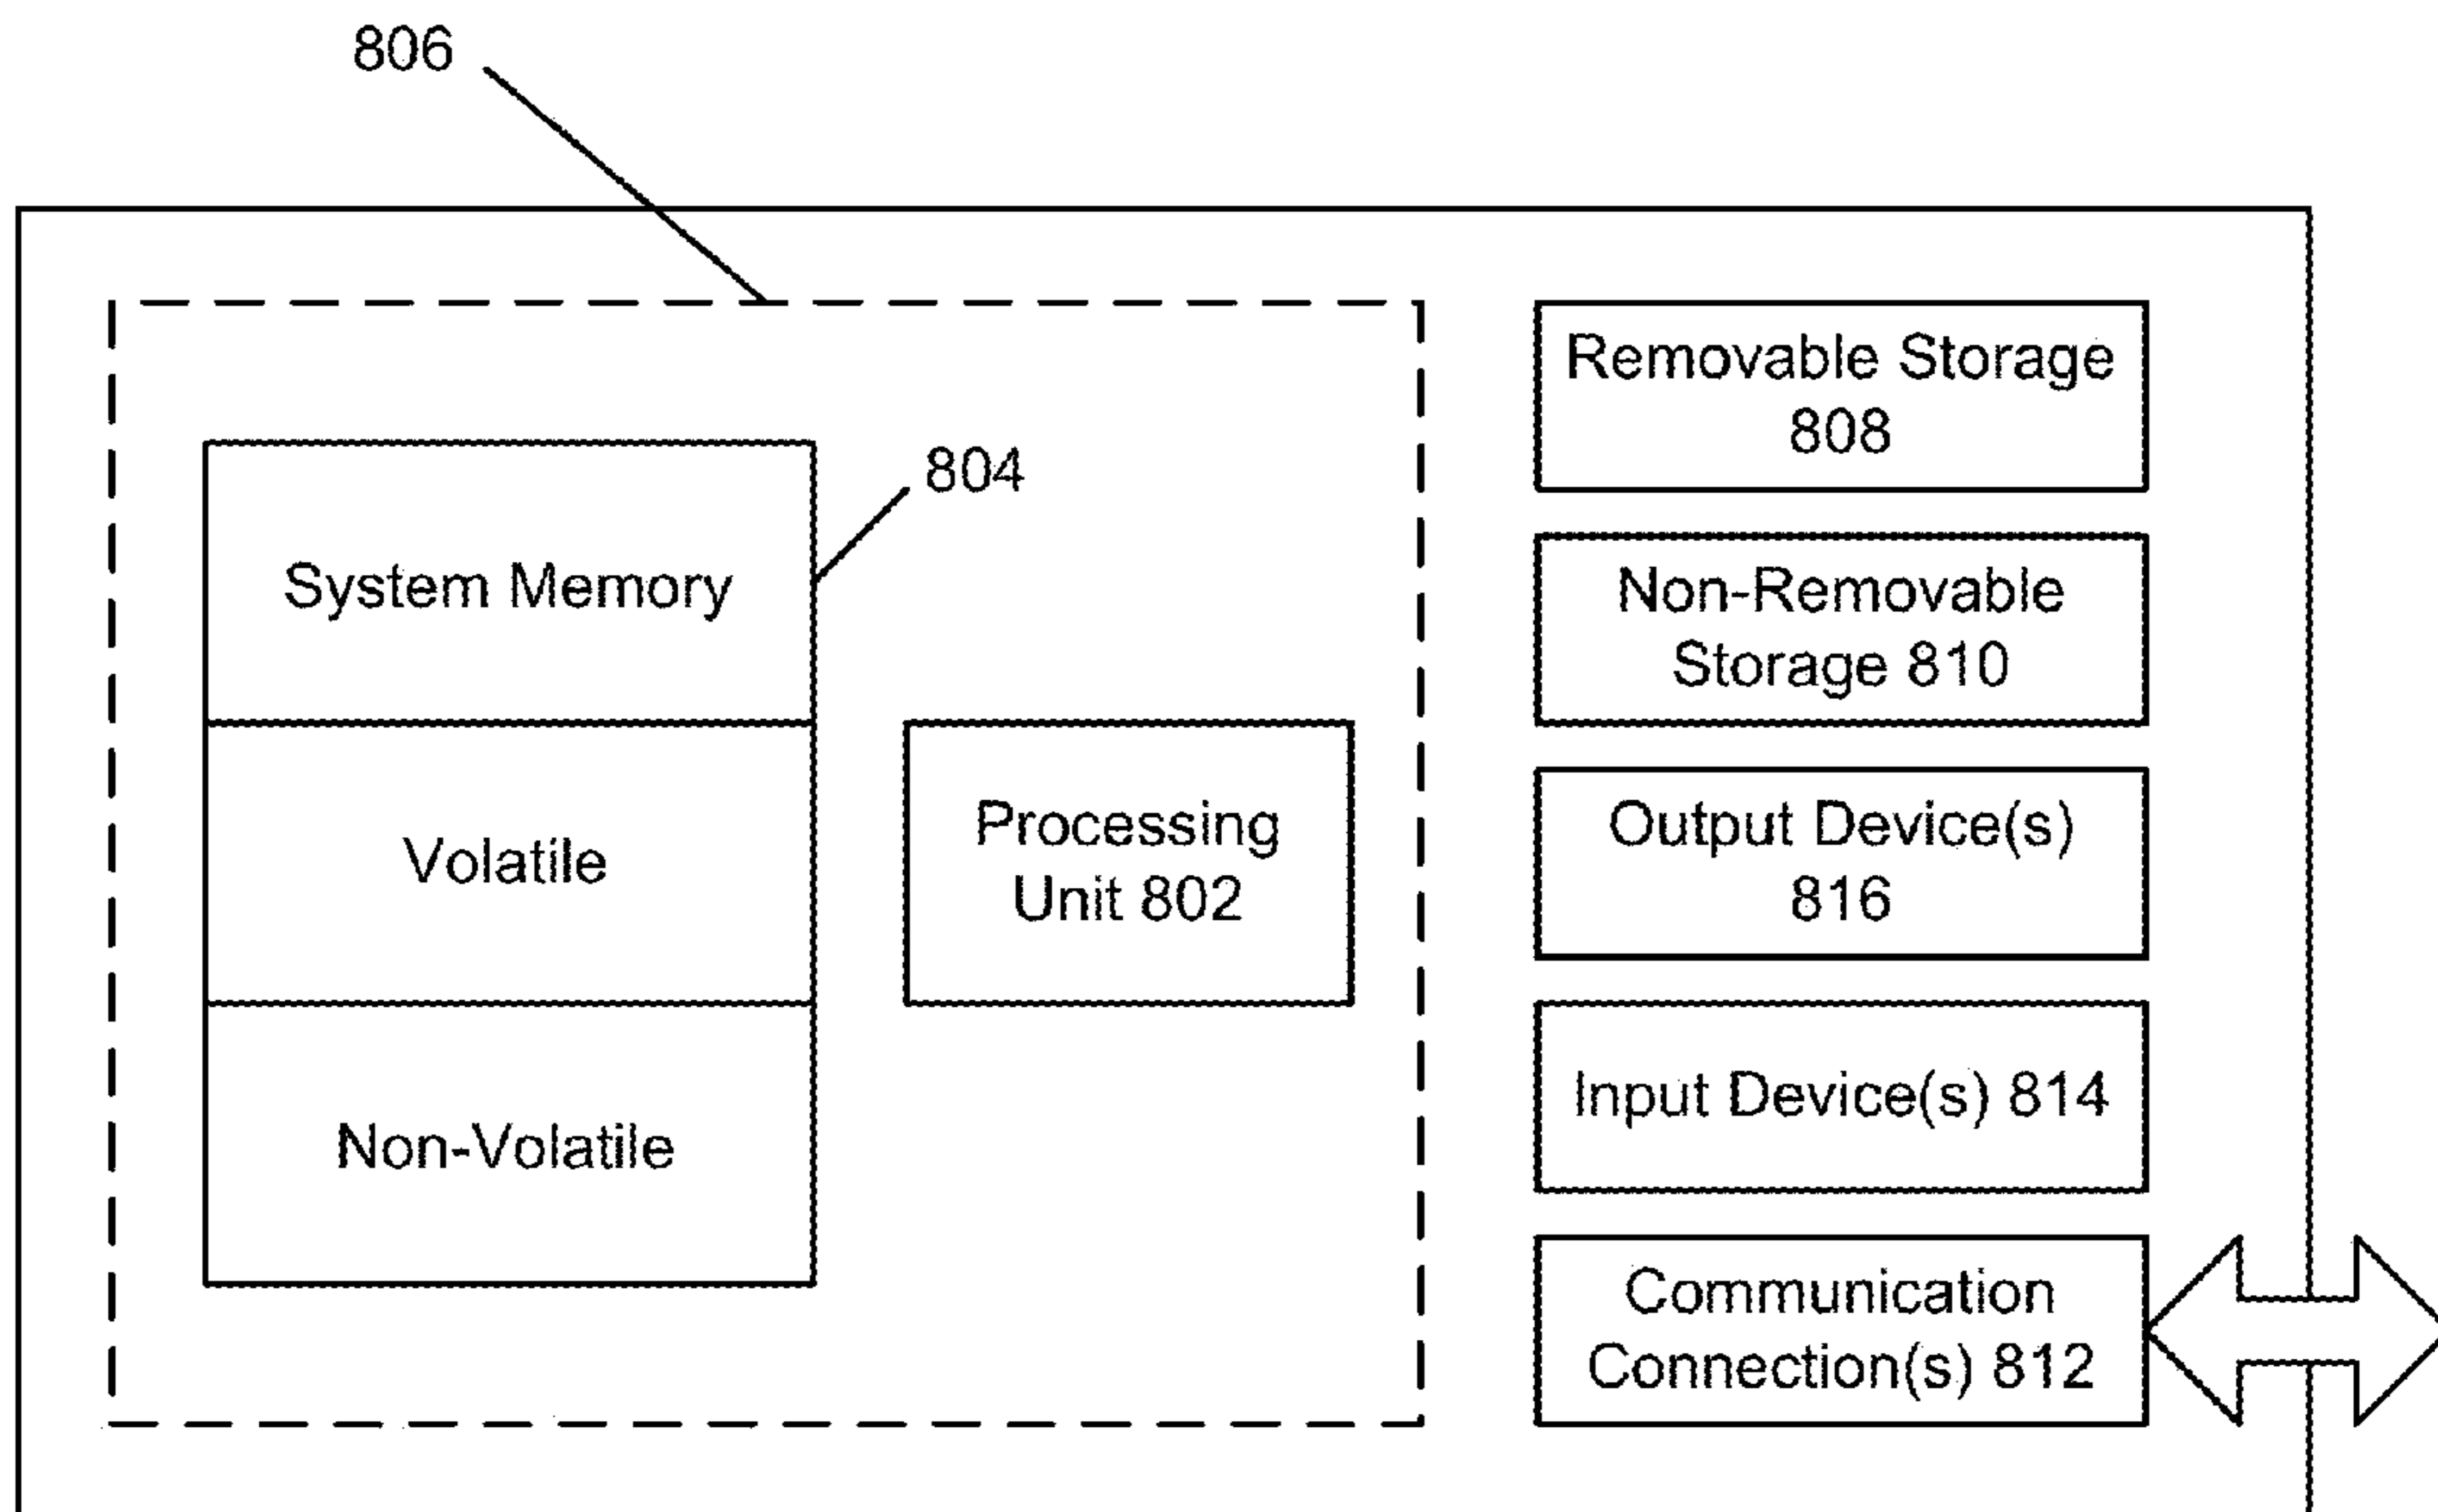 806
804
System Memory
Volatile
Non-Volatile
Processing
Unit 802
Removable Storage
808
Non-Removable
Storage 810
Output Device(s)
816
Input Device(s) 814
Communication
Connection(s) 812